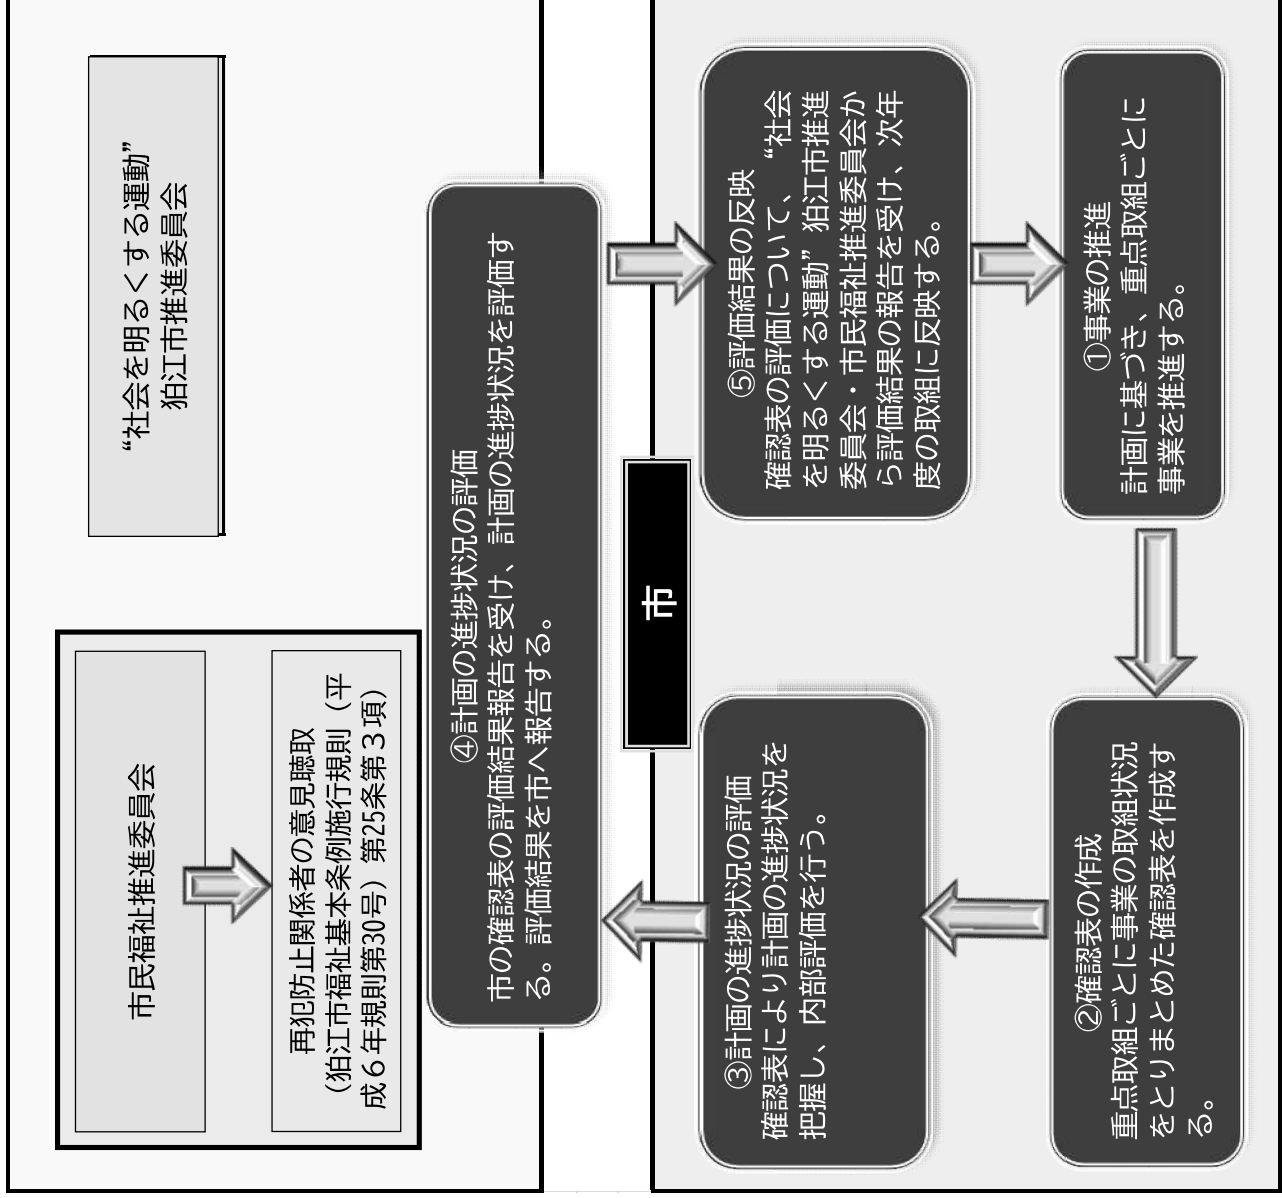 市民福祉推進委員会
再犯防止関係者の意見聴取
（狛江市福祉基本条例施行規則（平
成６年規則第30号）第25条第３項）
“社会を明るくする運動”
狛江市推進委員会
④計画の進捗状況の評価
市の確認表の評価結果報告を受け、計画の進捗状況を評価す
る。評価結果を市へ報告する。
市
③計画の進捗状況の評価
確認表により計画の進捗状況を
把握し、内部評価を行う。
⑤評価結果の反映
確認表の評価について、“社会
を明るくする運動”狛江市推進
委員会・市民福祉推進委員会か
ら評価結果の報告を受け、次年
度の取組に反映する。
②確認表の作成
重点取組ごとに事業の取組状況
をとりまとめた確認表を作成す
る。
①事業の推進
計画に基づき、重点取組ごとに
事業を推進する。